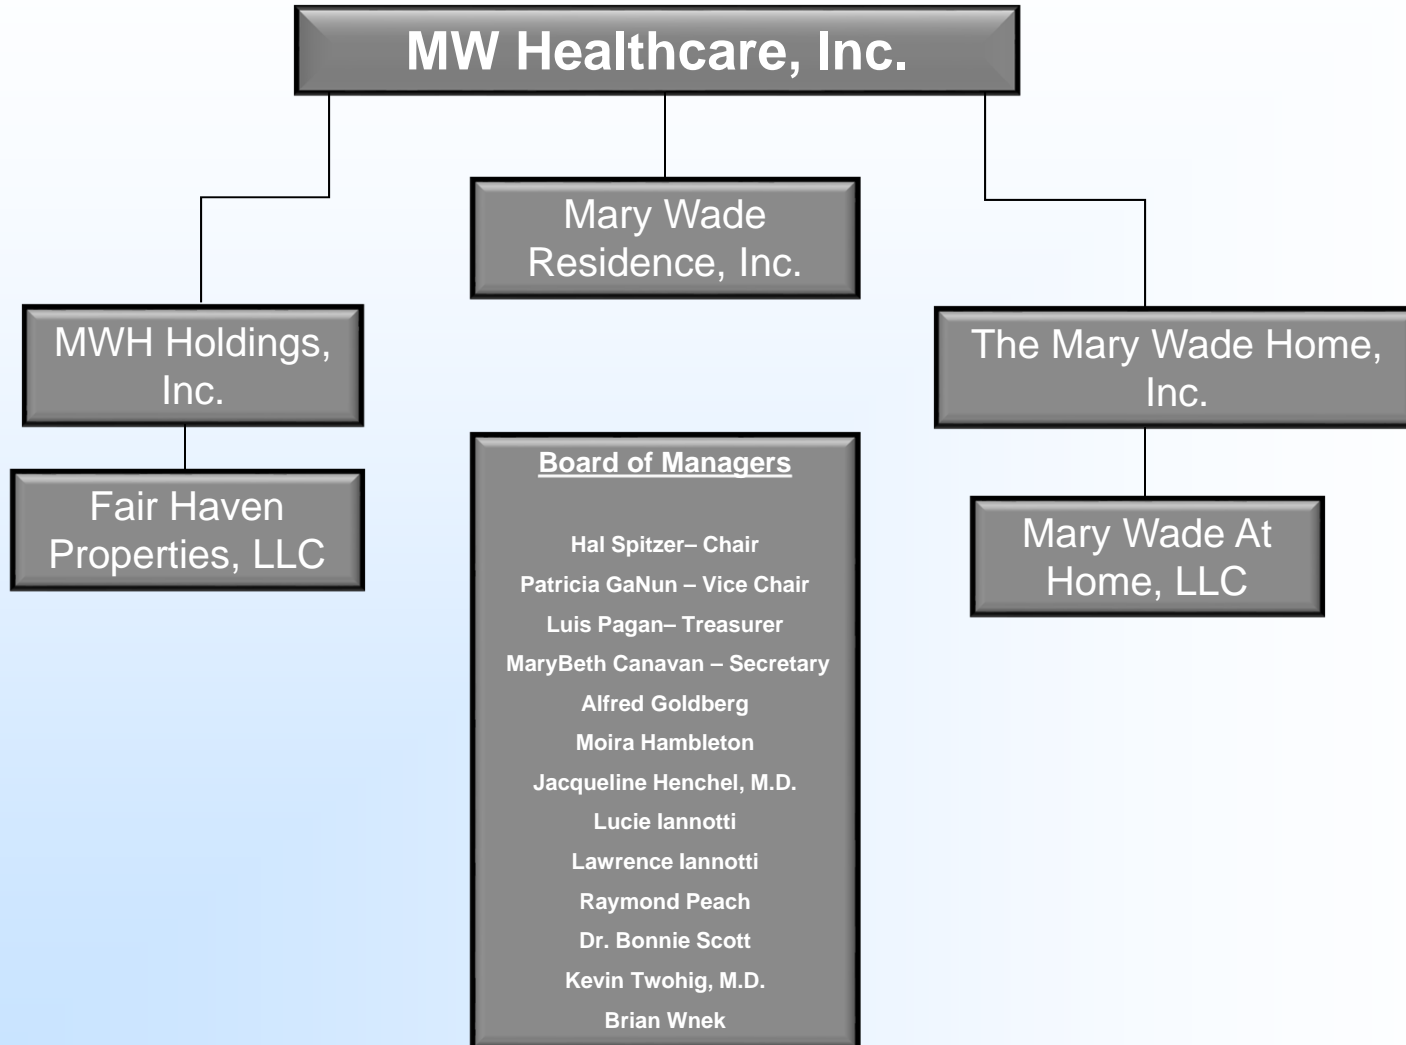 MW Healthcare, Inc.
Mary Wade
Residence, Inc.
MWH Holdings,
Inc.
The Mary Wade Home,
Inc.
Fair Haven
Properties, LLC
Mary Wade At
Home, LLC
Board of Managers
Hal Spitzer– Chair
Patricia GaNun – Vice Chair
Luis Pagan– Treasurer
MaryBeth Canavan – Secretary
Alfred Goldberg
Moira Hambleton
Jacqueline Henchel, M.D.
Lucie Iannotti
Lawrence Iannotti
Raymond Peach
Dr. Bonnie Scott
Kevin Twohig, M.D.
Brian Wnek